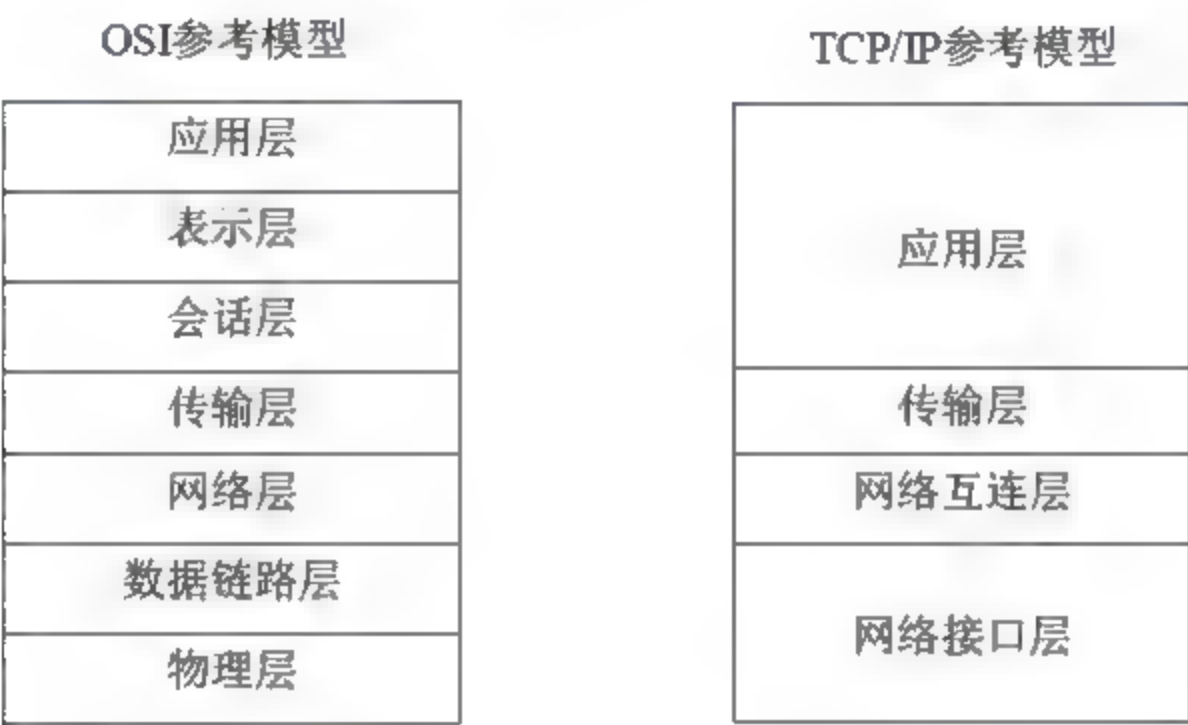 OSI参考模型
应用层
表示层
会话层
传输层
网络层
数据链路层
物理层
TCP/IP参考模型
应用层
传输层
网络互连层
网络接口层